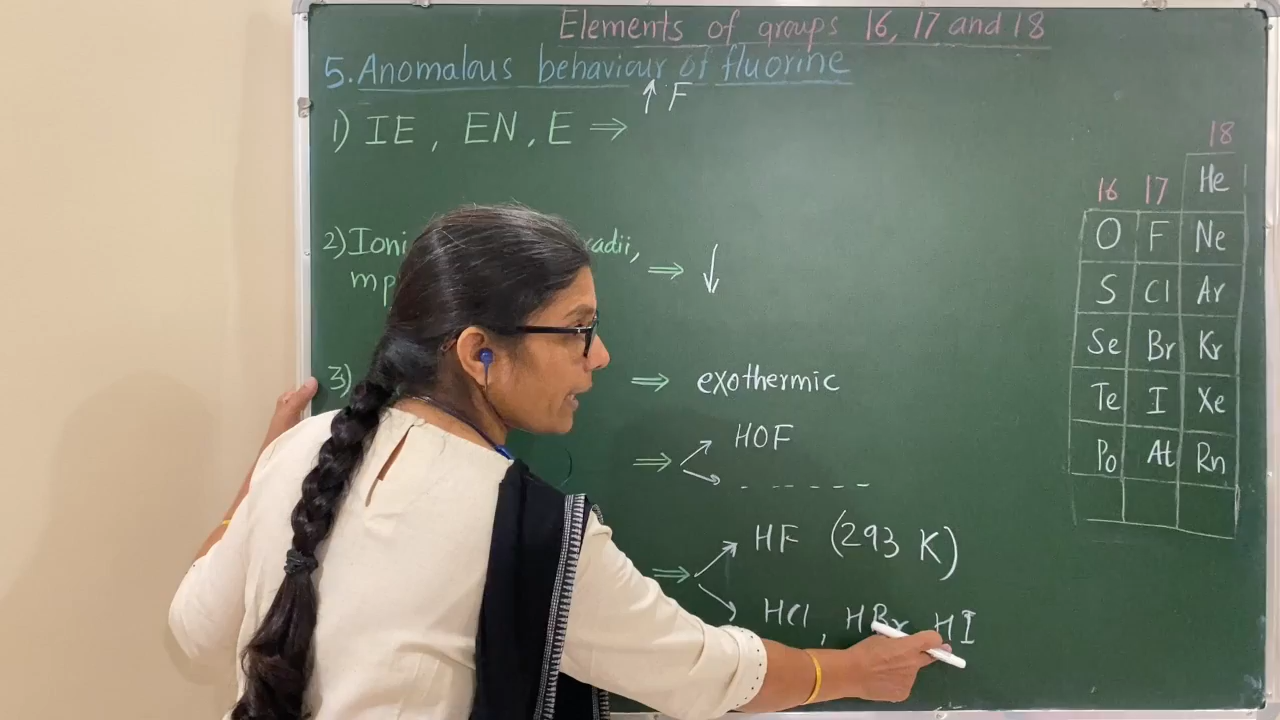 Elements of groups 16, 17 and 18
5. Anomalous behaviour of fluorine
↑ F
1) IE , EN , E ⇒
2) radii,
mp ⇒ ↓
3) ⇒ exothermic
⇒ HOF
- - - - -
⇒ HF (293 K)
HCl , HBr HI
18
16 17 He
O F Ne
S Cl Ar
Se Br Kr
Te I Xe
Po At Rn